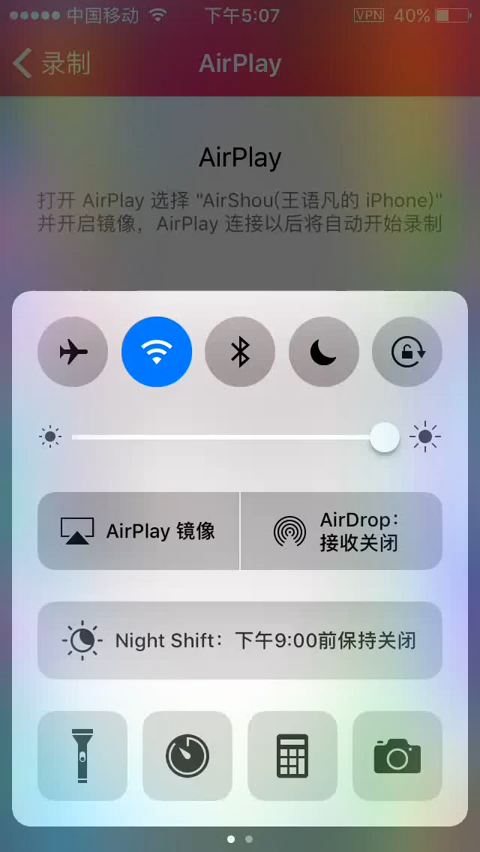 中国移动 下午5:07 VPN 40%
录制 AirPlay
AirPlay
打开 AirPlay 选择 "AirShou(王语凡的 iPhone)"
并开启镜像，AirPlay 连接以后将自动开始录制
AirPlay 镜像
AirDrop：
接收关闭
Night Shift：下午9:00前保持关闭